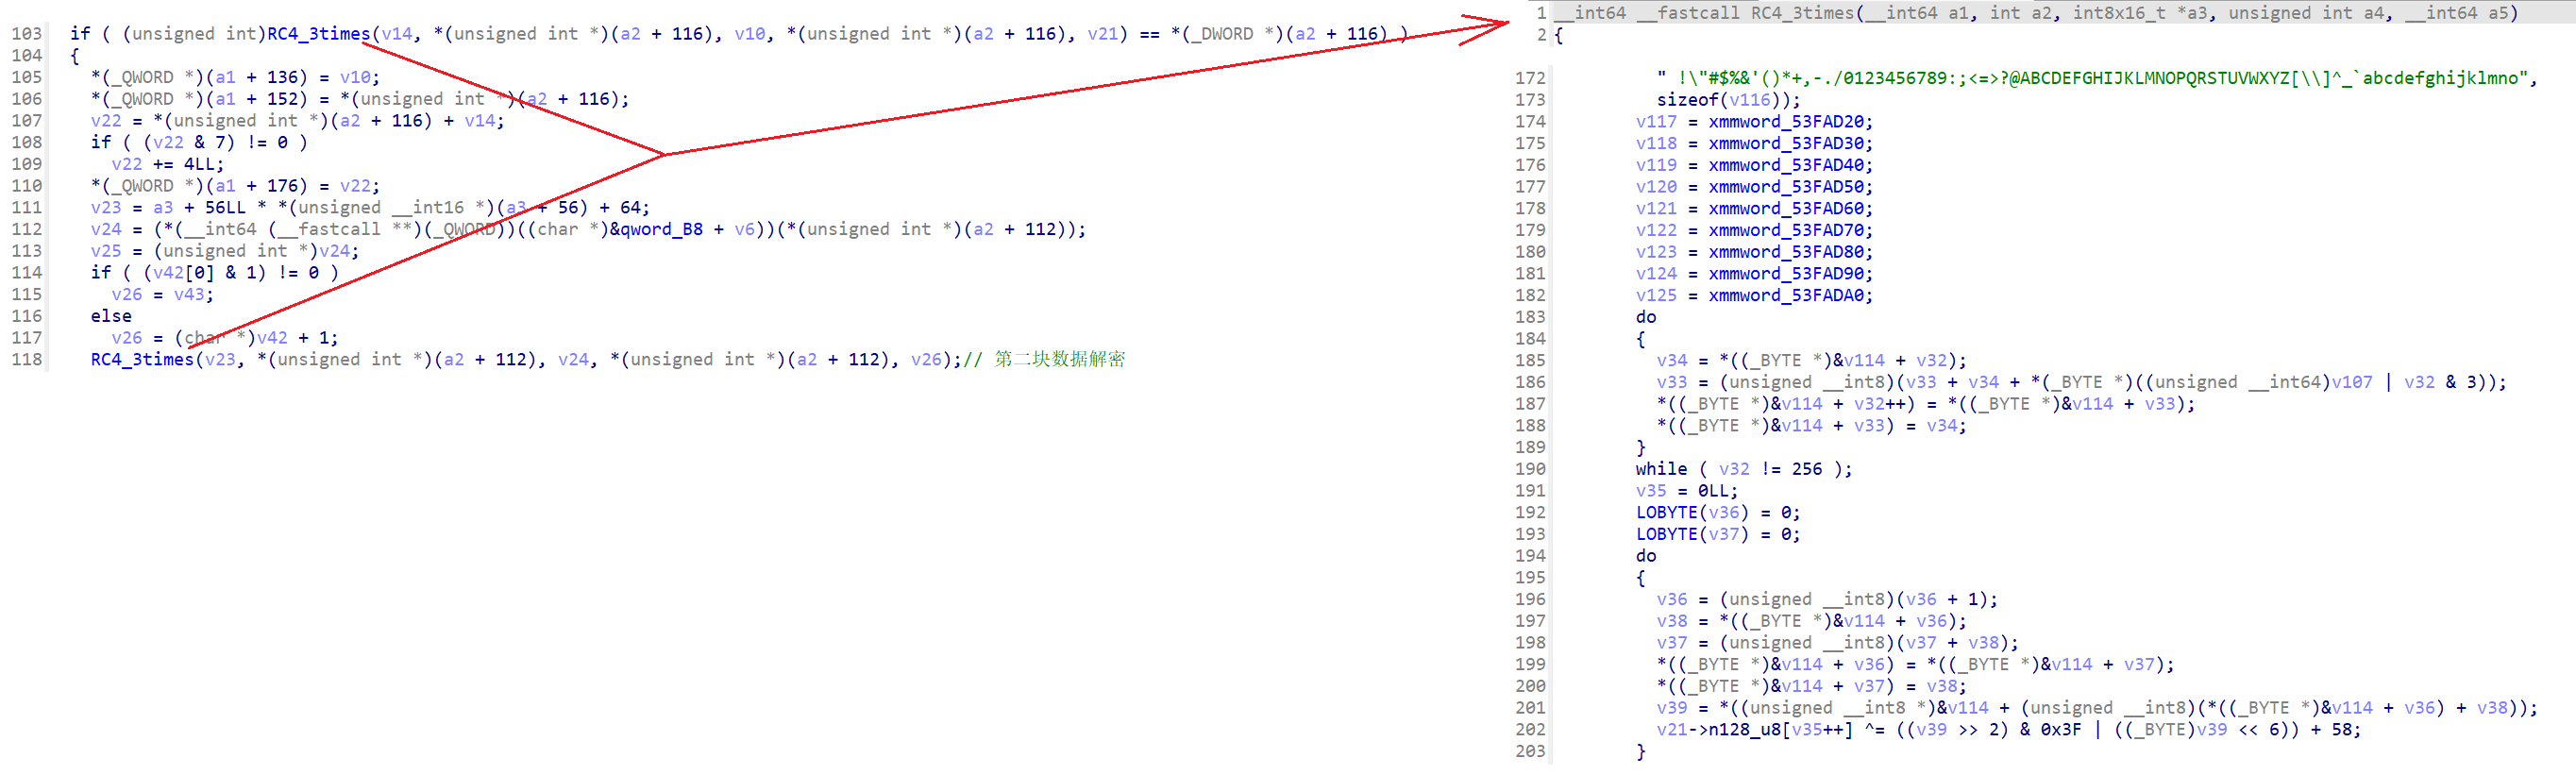 103 if ( (unsigned int)RC4_3times(v14, *(unsigned int *)(a2 + 116), v10, *(unsigned int *)(a2 + 116), v21) == *(_DWORD *)(a2 + 116) )
104 {
105 *(_QWORD *)(a1 + 136) = v10;
106 *(_QWORD *)(a1 + 152) = *(unsigned int *)(a2 + 116);
107 v22 = *(unsigned int *)(a2 + 116) + v14;
108 if ( (v22 & 7) != 0 )
109 v22 += 4LL;
110 *(_QWORD *)(a1 + 176) = v22;
111 v23 = a3 + 56LL * *(unsigned __int16 *)(a3 + 56) + 64;
112 v24 = (*(__int64 (__fastcall **)(_QWORD))((char *)&qword_B8 + v6))(*(unsigned int *)(a2 + 112));
113 v25 = (unsigned int *)v24;
114 if ( (v42[0] & 1) != 0 )
115 v26 = v43;
116 else
117 v26 = (char *)v42 + 1;
118 RC4_3times(v23, *(unsigned int *)(a2 + 112), v24, *(unsigned int *)(a2 + 112), v26);// 第二块数据解密
1 __int64 __fastcall RC4_3times(__int64 a1, int a2, int8x16_t *a3, unsigned int a4, __int64 a5)
2 {
172 " !\"#$%&'()*+,-./0123456789:;<=>?@ABCDEFGHIJKLMNOPQRSTUVWXYZ[\\]^_`abcdefghijklmno",
173 sizeof(v116));
174 v117 = xmmword_53FAD20;
175 v118 = xmmword_53FAD30;
176 v119 = xmmword_53FAD40;
177 v120 = xmmword_53FAD50;
178 v121 = xmmword_53FAD60;
179 v122 = xmmword_53FAD70;
180 v123 = xmmword_53FAD80;
181 v124 = xmmword_53FAD90;
182 v125 = xmmword_53FADA0;
183 do
184 {
185 v34 = *((_BYTE *)&v114 + v32);
186 v33 = (unsigned __int8)(v33 + v34 + *(_BYTE *)((unsigned __int64)v107 | v32 & 3));
187 *((_BYTE *)&v114 + v32++) = *((_BYTE *)&v114 + v33);
188 *((_BYTE *)&v114 + v33) = v34;
189 }
190 while ( v32 != 256 );
191 v35 = 0LL;
192 LOBYTE(v36) = 0;
193 LOBYTE(v37) = 0;
194 do
195 {
196 v36 = (unsigned __int8)(v36 + 1);
197 v38 = *((_BYTE *)&v114 + v36);
198 v37 = (unsigned __int8)(v37 + v38);
199 *((_BYTE *)&v114 + v36) = *((_BYTE *)&v114 + v37);
200 *((_BYTE *)&v114 + v37) = v38;
201 v39 = *((unsigned __int8 *)&v114 + (unsigned __int8)(*((_BYTE *)&v114 + v36) + v38));
202 v21->n128_u8[v35++] ^= ((v39 >> 2) & 0x3F | ((_BYTE)v39 << 6)) + 58;
203 }